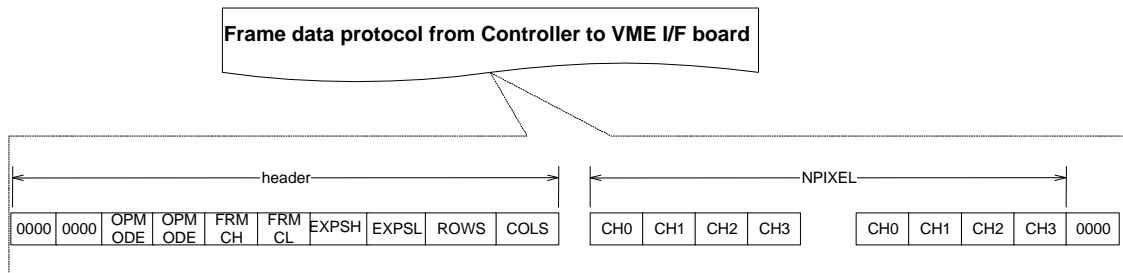 Frame data protocol from Controller to VME I/F board
header
NPIXEL
0000 0000 OPM ODE OPM ODE FRM CH FRM CL EXPSH EXPSL ROWS COLS CH0 CH1 CH2 CH3 CH0 CH1 CH2 CH3 0000